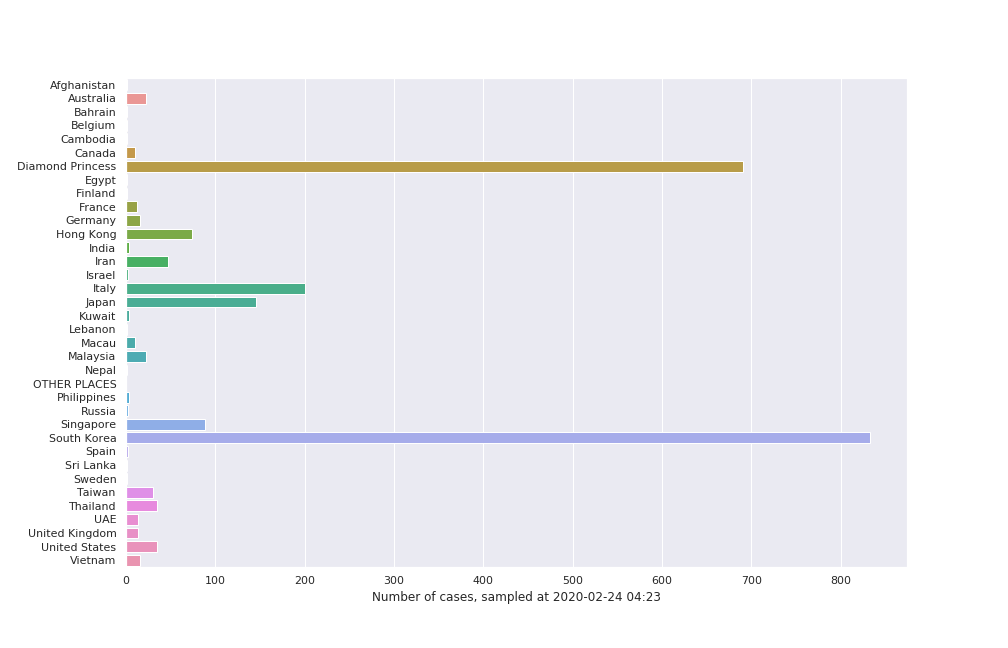 Afghanistan
Australia
Bahrain
Belgium
Cambodia
Canada
Diamond Princess
Egypt
Finland
France
Germany
Hong Kong
India
Iran
Israel
Italy
Japan
Kuwait
Lebanon
Macau
Malaysia
Nepal
OTHER PLACES
Philippines
Russia
Singapore
South Korea
Spain
Sri Lanka
Sweden
Taiwan
Thailand
UAE
United Kingdom
United States
Vietnam
0 100 200 300 400 500 600 700 800
Number of cases, sampled at 2020-02-24 04:23